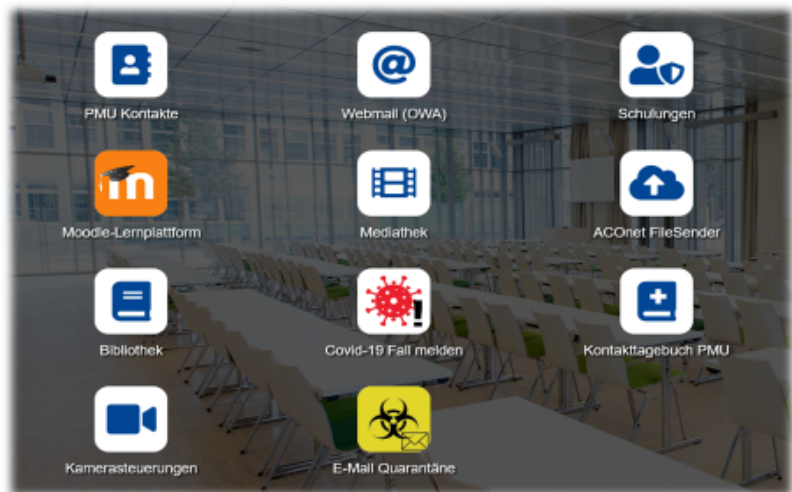 PMU Kontakte
Webmail (OWA)
Schulungen
Moodle-Lernplattform
Mediathek
ACOnet FileSender
Bibliothek
Covid-19 Fall melden
Kontakttagebuch PMU
Kamerasteuerungen
E-Mail Quarantäne